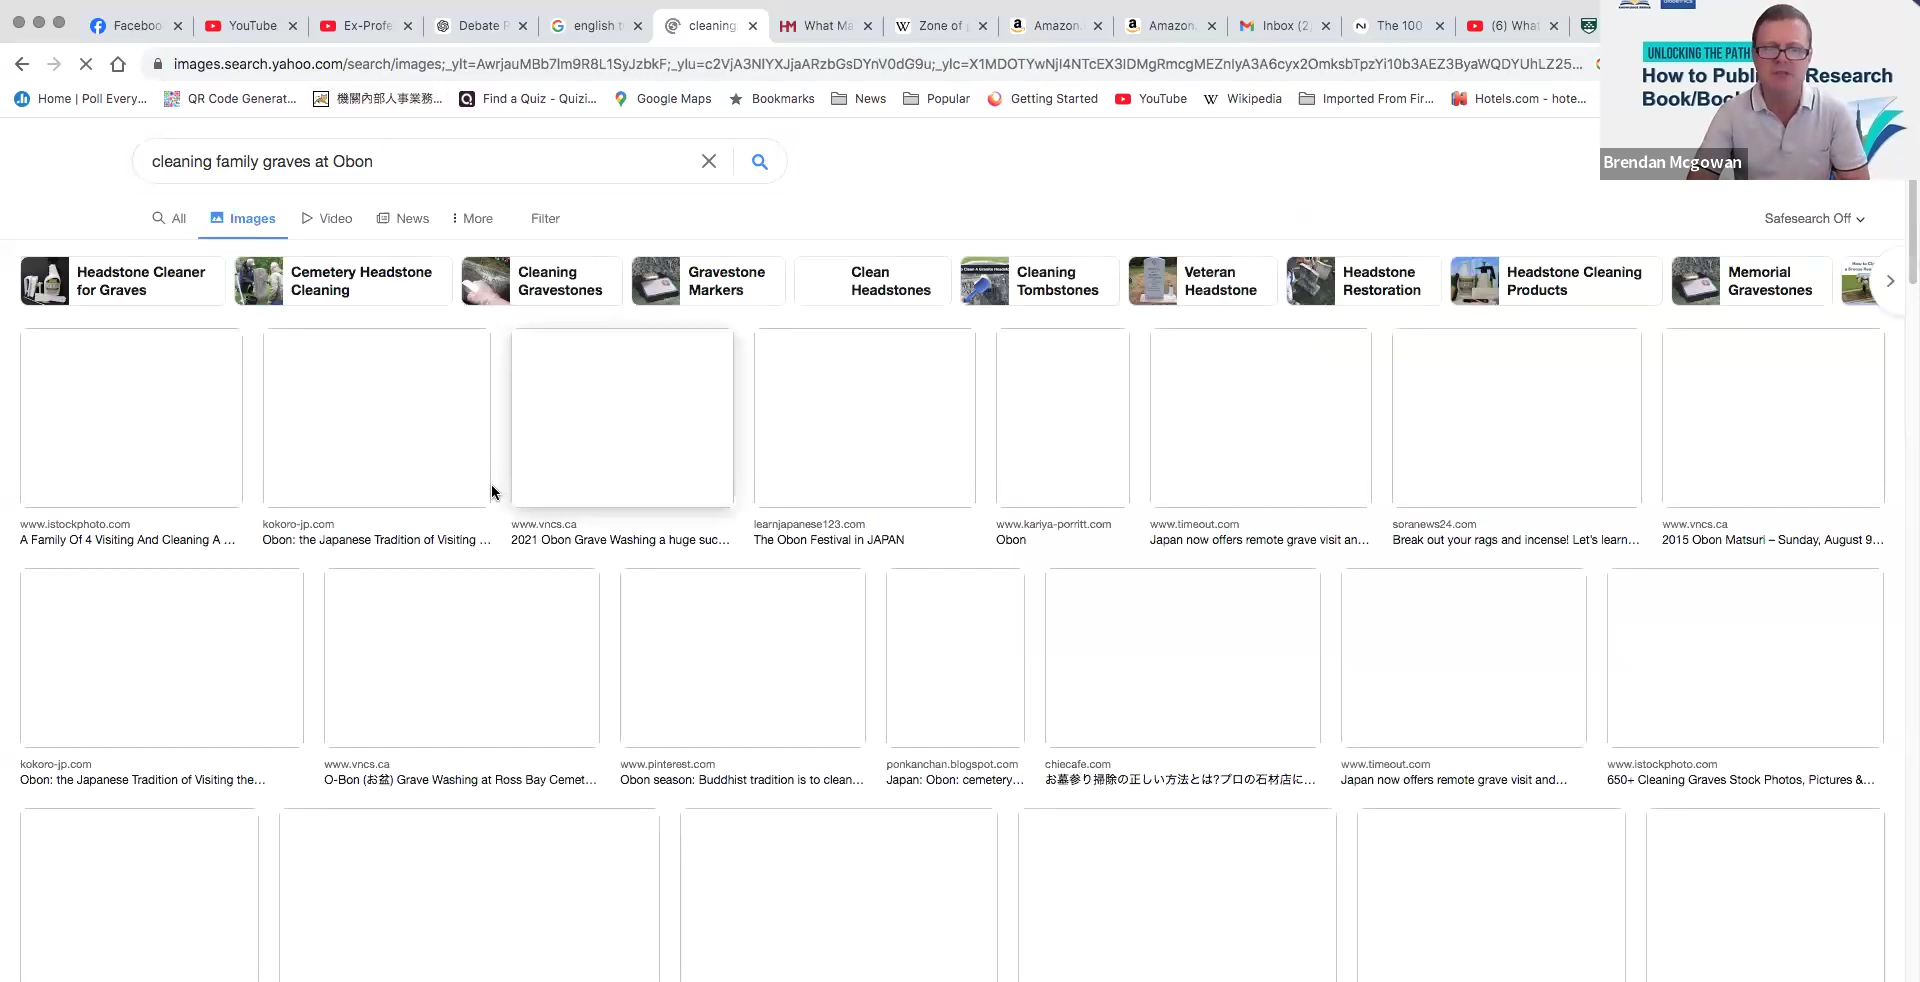 Faceboo
YouTube
Ex-Profe
Debate P
english t
cleaning
What Ma
Zone of
Amazon.
Amazon.
Inbox (2
The 100
(6) What
images.search.yahoo.com/search/images;_ylt=AwrjauMBb7lm9R8L1SyJzbkF;_ylu=c2VjA3NlYXJjaARzbGsDYnV0dG9u;_ylc=X1MDOTYwNjI4NTcEX3IDMgRmcgMEZnIyA3A6cyx2OmksbTpzYi10b3AEZ3ByaWQDYUhLZ25...
Home | Poll Every...
QR Code Generat...
機關內部人事業務...
Find a Quiz - Quizi...
Google Maps
Bookmarks
News
Popular
Getting Started
YouTube
Wikipedia
Imported From Fir...
Hotels.com - hote...
UNLOCKING THE PATH
How to Publi Research
Book/Boo
Brendan Mcgowan
cleaning family graves at Obon
All
Images
Video
News
More
Filter
Safesearch Off
Headstone Cleaner
for Graves
Cemetery Headstone
Cleaning
Cleaning
Gravestones
Gravestone
Markers
Clean
Headstones
Cleaning
Tombstones
Veteran
Headstone
Headstone
Restoration
Headstone Cleaning
Products
Memorial
Gravestones
www.istockphoto.com
A Family Of 4 Visiting And Cleaning A ...
kokoro-jp.com
Obon: the Japanese Tradition of Visiting ...
www.vncs.ca
2021 Obon Grave Washing a huge suc...
learnjapanese123.com
The Obon Festival in JAPAN
www.kariya-porritt.com
Obon
www.timeout.com
Japan now offers remote grave visit an...
soranews24.com
Break out your rags and incense! Let's learn...
www.vncs.ca
2015 Obon Matsuri – Sunday, August 9...
kokoro-jp.com
Obon: the Japanese Tradition of Visiting the...
www.vncs.ca
O-Bon (お盆) Grave Washing at Ross Bay Cemet...
www.pinterest.com
Obon season: Buddhist tradition is to clean...
ponkanchan.blogspot.com
Japan: Obon: cemetery...
chiecafe.com
お墓参り掃除の正しい方法とは?プロの石材店に...
www.timeout.com
Japan now offers remote grave visit and...
www.istockphoto.com
650+ Cleaning Graves Stock Photos, Pictures &...